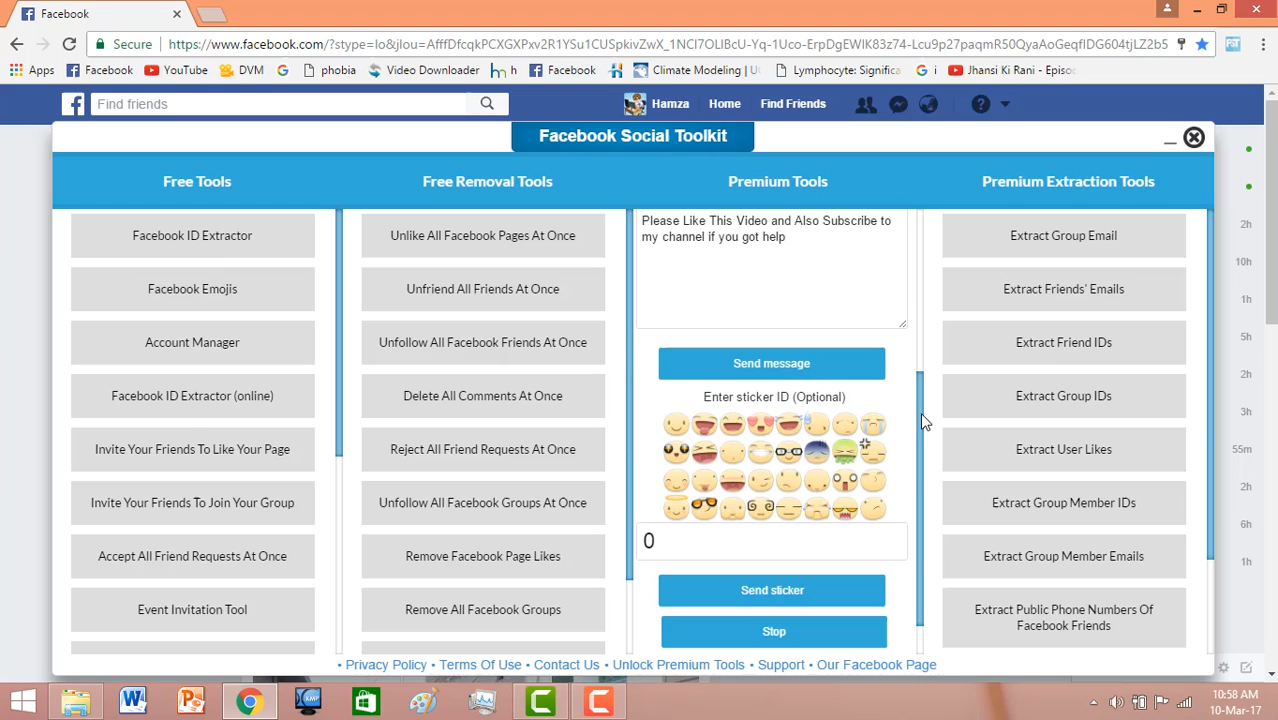 Facebook
Secure https://www.facebook.com/?stype=lo&jlou=AfffDfcqkPCXGXlPm2R1YSu1CUSpkivZwX_1NCI7OLIBcU-Yq-1Usp-ErpDgEWlK83z74-Lcu9p27paqmR50QyaAoGeqfIDG604tjLZ2b5
Apps Facebook YouTube DVM phobia Video Downloader h Facebook Climate Modeling | Lymphocyte: Significa i Jhansi Ki Rani - Episo
Find friends Hamza Home Find Friends
Facebook Social Toolkit
Free Tools Free Removal Tools Premium Tools Premium Extraction Tools
Please Like This Video and Also Subscribe to
my channel if you got help
Facebook ID Extractor Unlike All Facebook Pages At Once Extract Group Email
Facebook Emojis Unfriend All Friends At Once Extract Friends' Emails
Account Manager Unfollow All Facebook Friends At Once Extract Friend IDs
Send message
Facebook ID Extractor (online) Delete All Comments At Once Enter sticker ID (Optional) Extract Group IDs
Invite Your Friends To Like Your Page Reject All Friend Requests At Once Extract User Likes
Invite Your Friends To Join Your Group Unfollow All Facebook Groups At Once Extract Group Member IDs
0
Accept All Friend Requests At Once Remove Facebook Page Likes Extract Group Member Emails
Send sticker
Event Invitation Tool Remove All Facebook Groups Extract Public Phone Numbers Of
Facebook Friends
Stop
• Privacy Policy • Terms Of Use • Contact Us • Unlock Premium Tools • Support • Our Facebook Page
2h
10h
1h
5h
2h
3h
55m
2h
6h
1h
10:58 AM
10-Mar-17